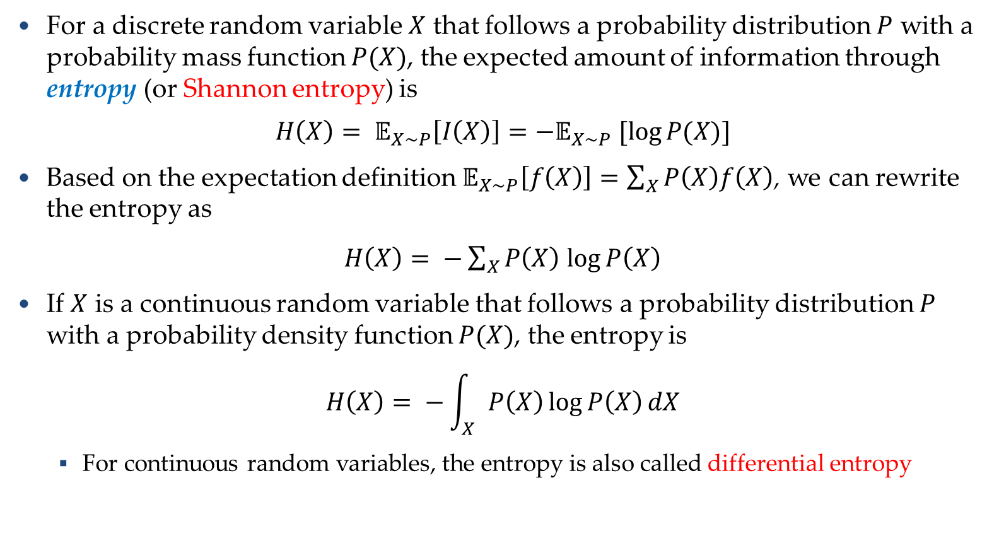 • For a discrete random variable X that follows a probability distribution P with a
probability mass function P(X), the expected amount of information through
entropy (or Shannon entropy) is
H(X) = 𝔼_{X~P}[I(X)] = −𝔼_{X~P} [log P(X)]
• Based on the expectation definition 𝔼_{X~P}[f(X)] = ∑_X P(X)f(X), we can rewrite
the entropy as
H(X) = − ∑_X P(X) log P(X)
• If X is a continuous random variable that follows a probability distribution P
with a probability density function P(X), the entropy is
H(X) = − ∫_X P(X) log P(X) dX
▪ For continuous random variables, the entropy is also called differential entropy